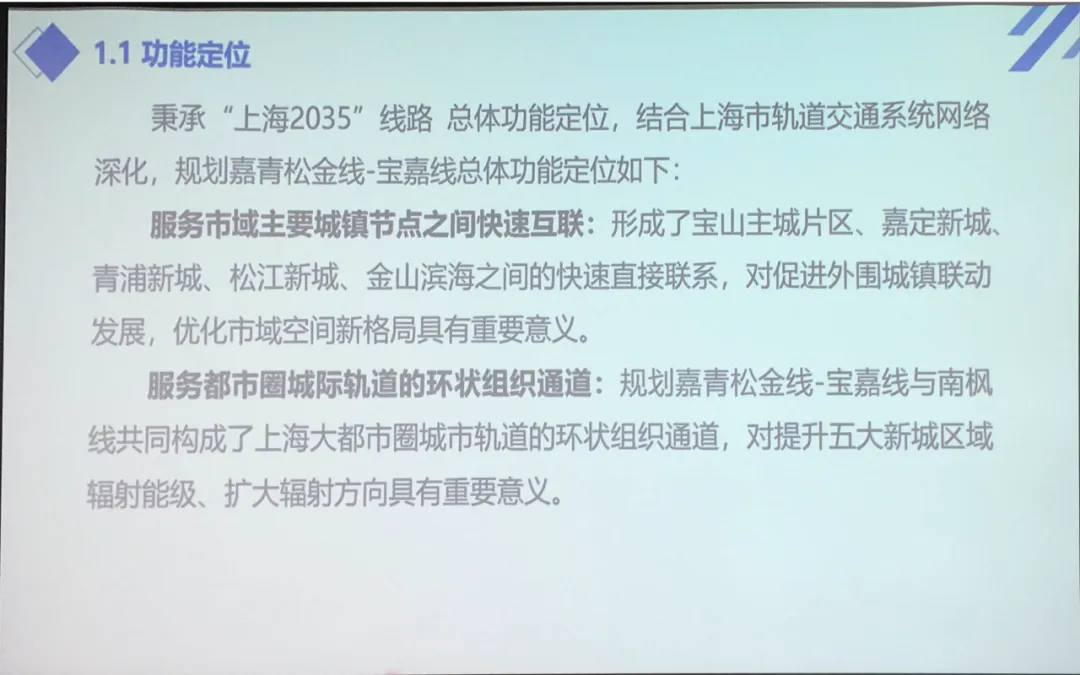 1.1 功能定位
秉承“上海2035”线路 总体功能定位，结合上海市轨道交通系统网络
深化，规划嘉青松金线-宝嘉线总体功能定位如下：
服务市域主要城镇节点之间快速互联：形成了宝山主城片区、嘉定新城、
青浦新城、松江新城、金山滨海之间的快速直接联系，对促进外围城镇联动
发展，优化市域空间新格局具有重要意义。
服务都市圈城际轨道的环状组织通道：规划嘉青松金线-宝嘉线与南枫
线共同构成了上海大都市圈城市轨道的环状组织通道，对提升五大新城区域
辐射能级、扩大辐射方向具有重要意义。